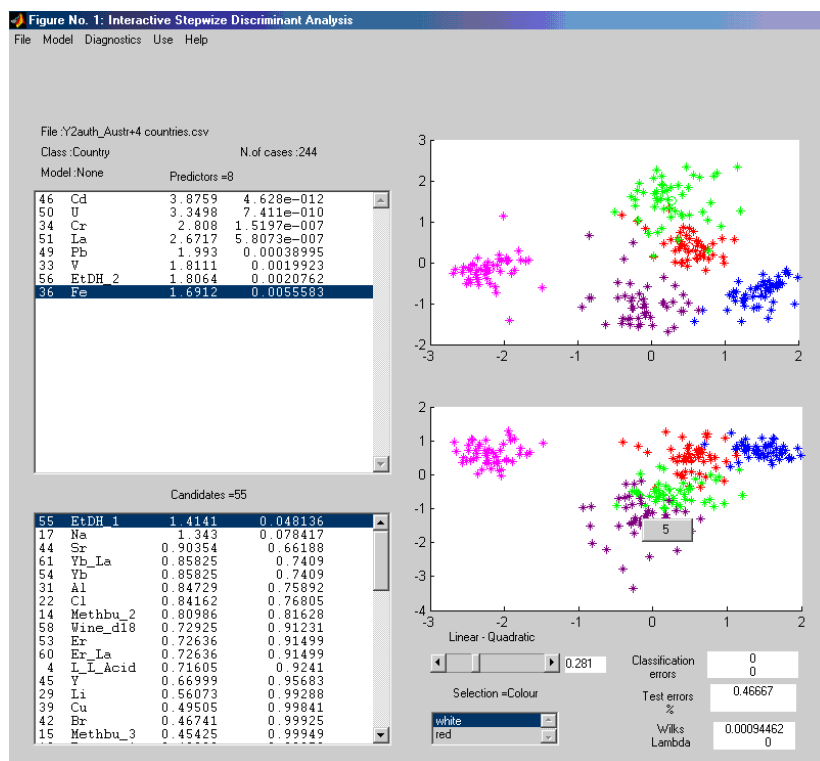 Figure No. 1: Interactive Stepwize Discriminant Analysis
File Model Diagnostics Use Help
File :Y2auth_Austr+4 countries.csv
Class :Country N.of cases :244
Model :None Predictors =8
46 Cd 3.8759 4.628e-012
50 U 3.3498 7.411e-010
34 Cr 2.808 1.5197e-007
51 La 2.6717 5.8073e-007
49 Pb 1.993 0.00038995
33 V 1.8111 0.0019923
56 EtDH_2 1.8064 0.0020762
36 Fe 1.6912 0.0055583
Candidates =55
55 EtDH_1 1.4141 0.048136
17 Na 1.343 0.078417
44 Sr 0.90354 0.66188
61 Yb_La 0.85825 0.7409
54 Yb 0.85825 0.7409
31 Al 0.84729 0.75892
22 Cl 0.84162 0.76805
14 Methbu_2 0.80986 0.81628
58 Wine_d18 0.72925 0.91231
53 Er 0.72636 0.91499
60 Er_La 0.72636 0.91499
4 L_L_Acid 0.71605 0.9241
45 Y 0.66999 0.95683
29 Li 0.56073 0.99288
39 Cu 0.49505 0.99841
42 Br 0.46741 0.99925
15 Methbu_3 0.45425 0.99949
3
2
1
0
-1
-2
-3 -2 -1 0 1 2
2
1
0
-1
-2
-3
-4
5
-3 -2 -1 0 1 2
Linear - Quadratic
0.281
Selection =Colour
white
red
Classification errors
0
0
Test errors %
0.46667
Wilks Lambda
0.00094462
0